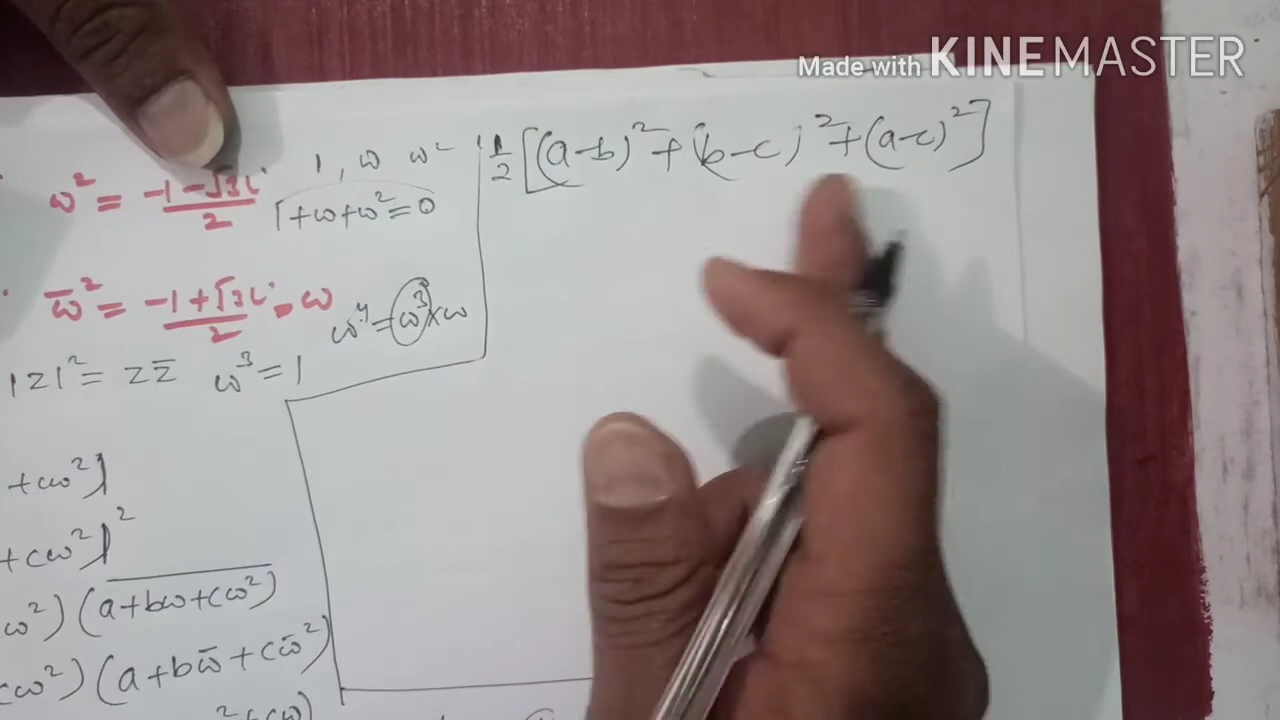 Made with KINEMASTER
ω² = -1-√3i/2
1, ω ω²
1+ω+ω²=0
1/2[(a-b)²+(b-c)²+(a-c)²]
ω̄² = -1+√3i/2 = ω
ω⁴=ω³×ω
|z|² = zz̄ ω³=1
+cω²)|
+cω²)|²
ω²) (a+bω+cω²)
cω²) (a+bω̄+cω̄²)